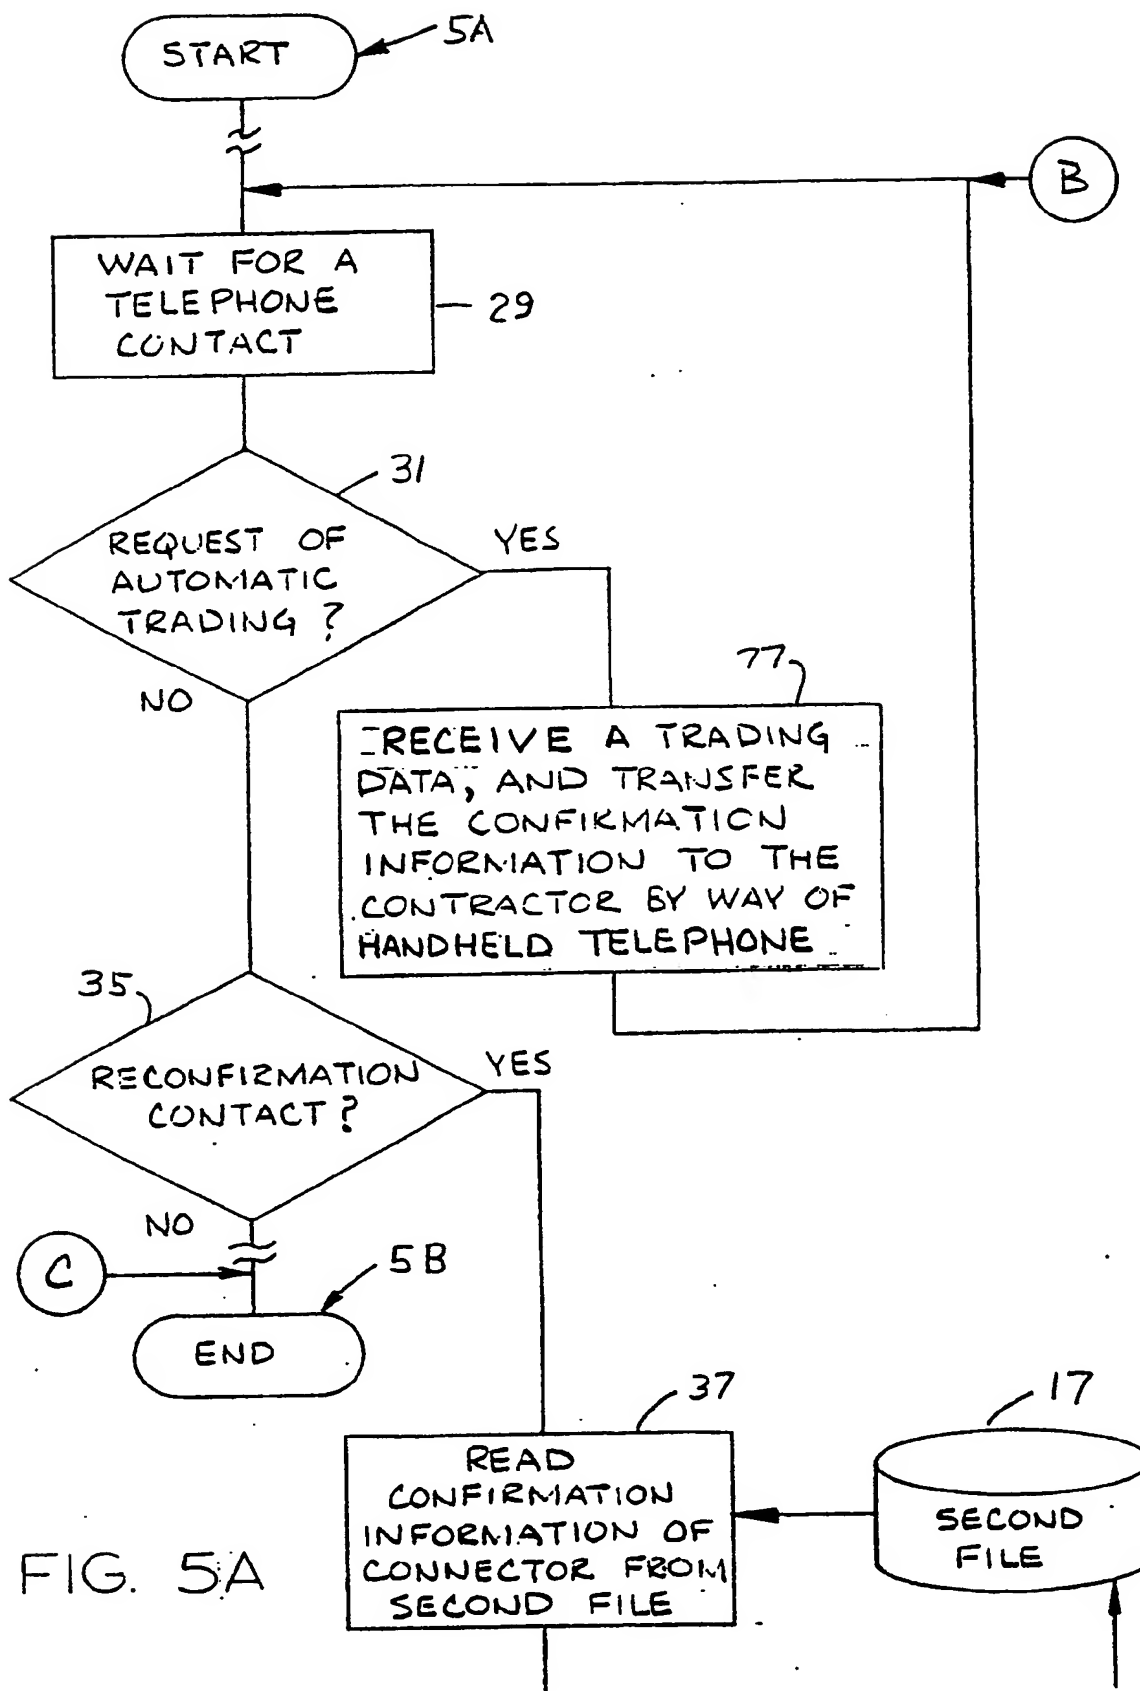 START
5A
B
WAIT FOR A
TELEPHONE
CONTACT
29
31
REQUEST OF
AUTOMATIC
TRADING ?
YES
NO
77
RECEIVE A TRADING
DATA, AND TRANSFER
THE CONFIRMATION
INFORMATION TO THE
CONTRACTOR BY WAY OF
HANDHELD TELEPHONE
35
RECONFIRMATION
CONTACT?
YES
NO
C
5B
END
37
READ
CONFIRMATION
INFORMATION OF
CONNECTOR FROM
SECOND FILE
17
SECOND
FILE
FIG. 5A